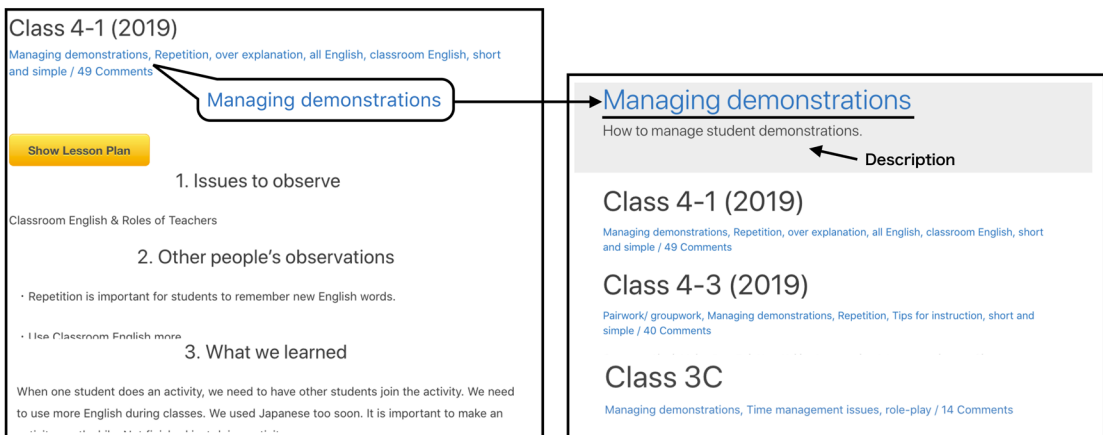 Class 4-1 (2019)
Managing demonstrations, Repetition, over explanation, all English, classroom English, short
and simple / 49 Comments
Managing demonstrations
Show Lesson Plan
1. Issues to observe
Classroom English & Roles of Teachers
2. Other people's observations
・Repetition is important for students to remember new English words.
・Use Classroom English more
3. What we learned
When one student does an activity, we need to have other students join the activity. We need
to use more English during classes. We used Japanese too soon. It is important to make an
Managing demonstrations
How to manage student demonstrations.
Description
Class 4-1 (2019)
Managing demonstrations, Repetition, over explanation, all English, classroom English, short
and simple / 49 Comments
Class 4-3 (2019)
Pairwork/ groupwork, Managing demonstrations, Repetition, Tips for instruction, short and
simple / 40 Comments
Class 3C
Managing demonstrations, Time management issues, role-play / 14 Comments